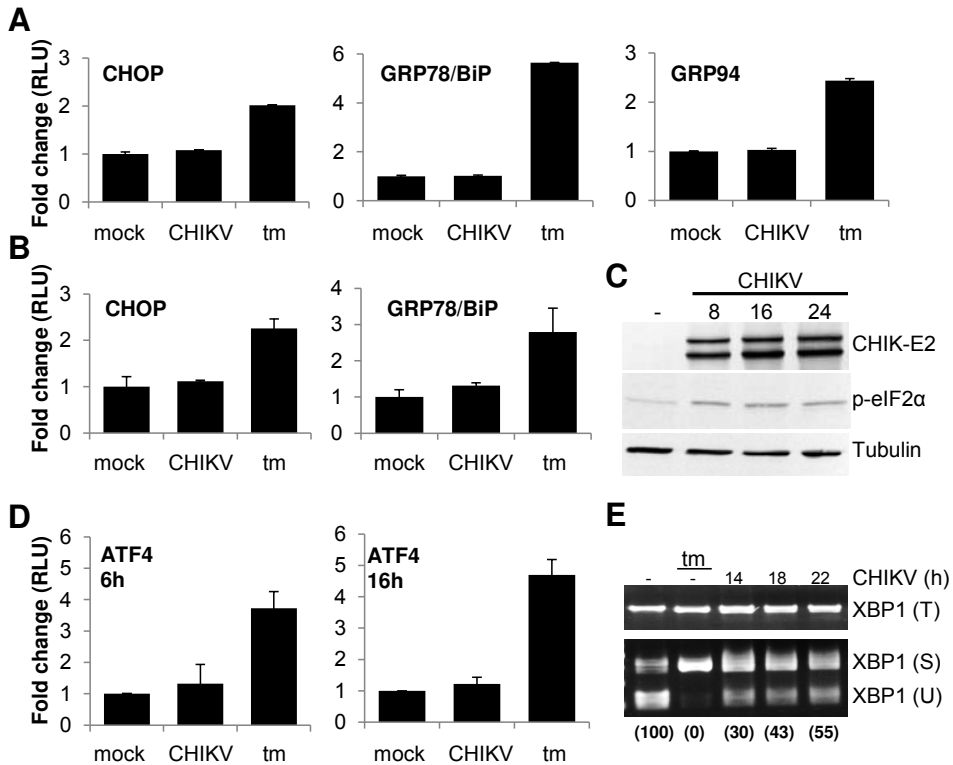 A
Fold change (RLU)
CHOP
3
2
1
0
mock CHIKV tm
GRP78/BiP
6
4
2
0
mock CHIKV tm
GRP94
3
2
1
0
mock CHIKV tm
B
Fold change (RLU)
CHOP
3
2
1
0
mock CHIKV tm
GRP78/BiP
4
3
2
1
0
mock CHIKV tm
C
CHIKV
- 8 16 24
CHIK-E2
p-eIF2α
Tubulin
D
Fold change (RLU)
ATF4
6h
6
5
4
3
2
1
0
mock CHIKV tm
ATF4
16h
6
5
4
3
2
1
0
mock CHIKV tm
E
tm
- - 14 18 22 CHIKV (h)
XBP1 (T)
XBP1 (S)
XBP1 (U)
(100) (0) (30) (43) (55)